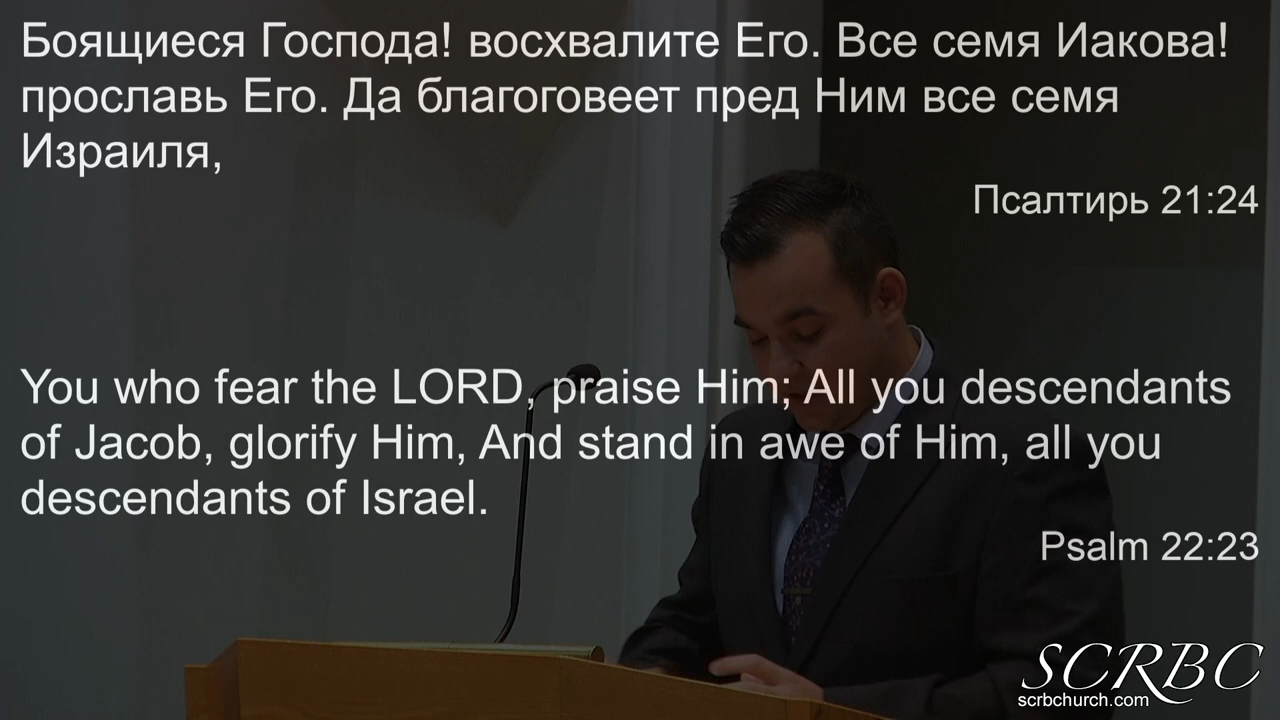 Боящиеся Господа! восхвалите Его. Все семя Иакова!
прославь Его. Да благоговеет пред Ним все семя
Израиля,
Псалтирь 21:24
You who fear the LORD, praise Him; All you descendants
of Jacob, glorify Him, And stand in awe of Him, all you
descendants of Israel.
Psalm 22:23
SCRBC
scrbchurch.com